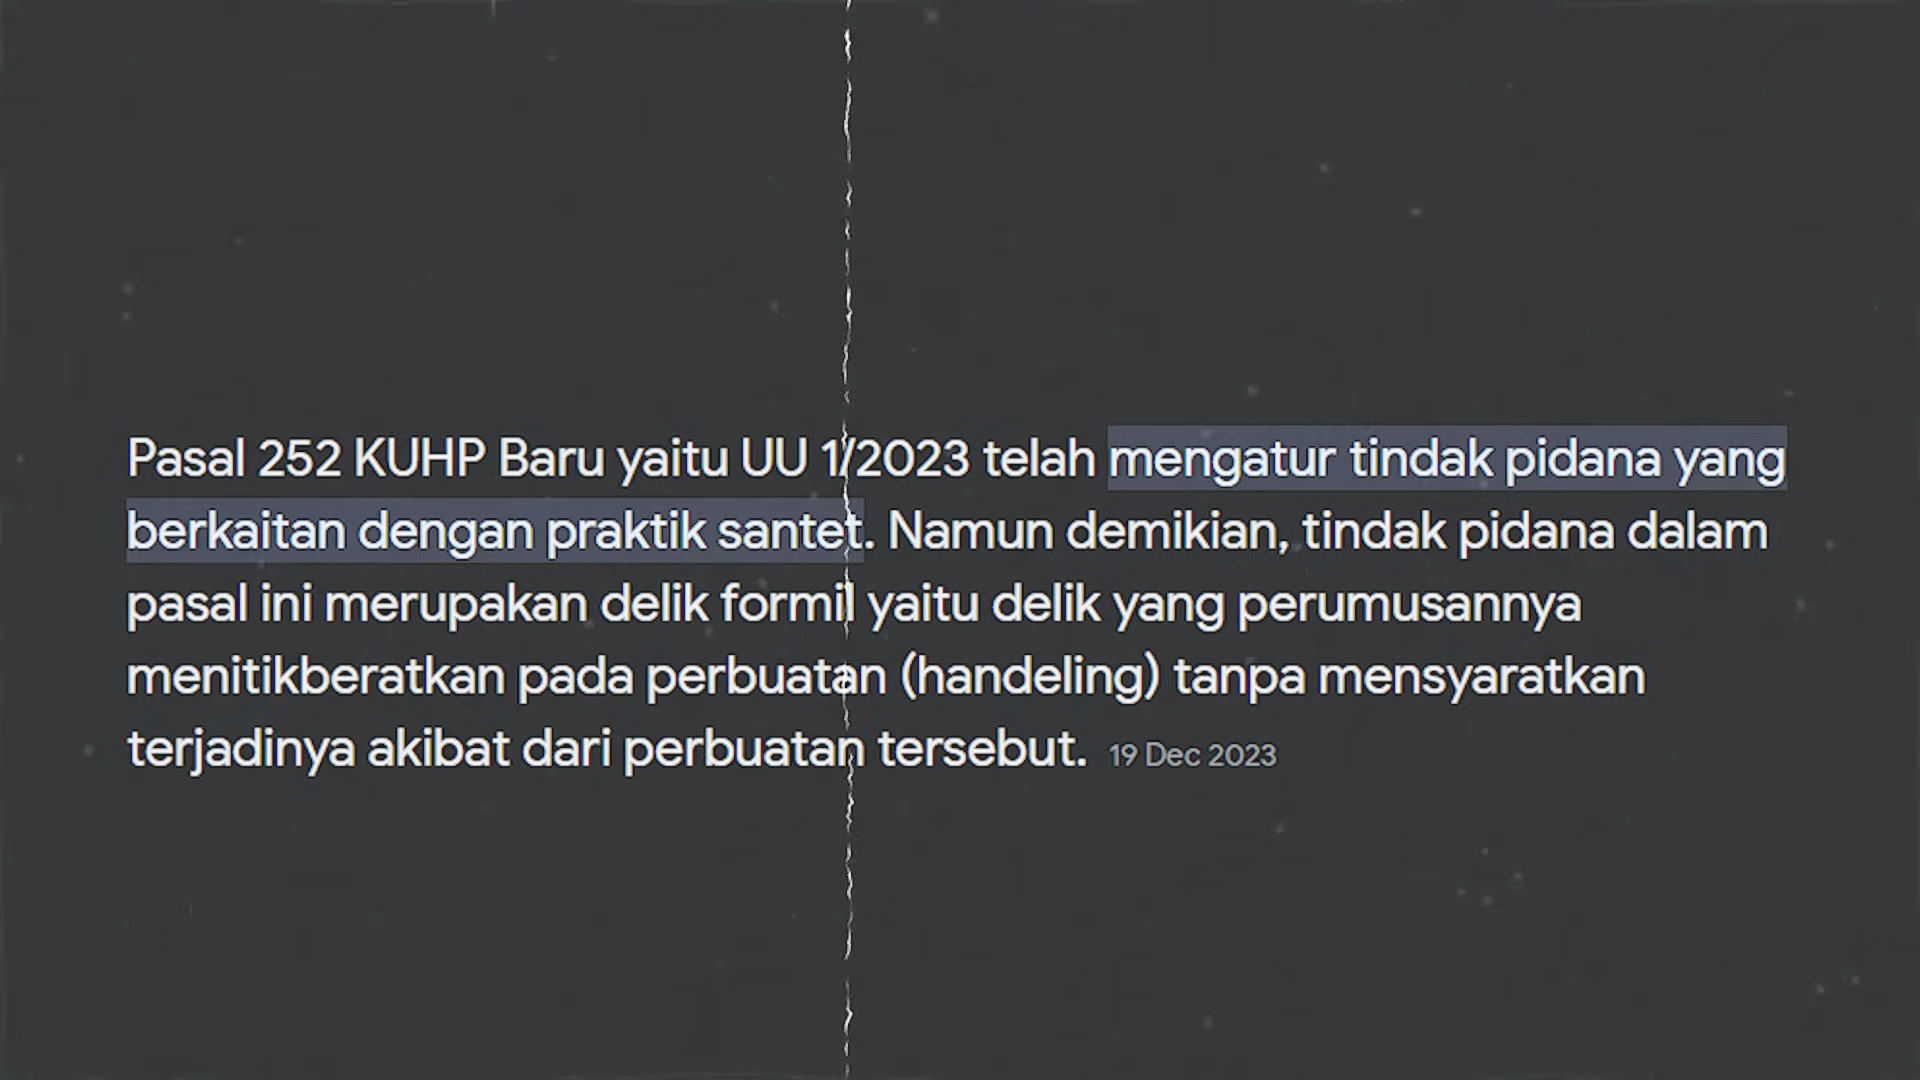 Pasal 252 KUHP Baru yaitu UU 1/2023 telah mengatur tindak pidana yang
berkaitan dengan praktik santet. Namun demikian, tindak pidana dalam
pasal ini merupakan delik formil yaitu delik yang perumusannya
menitikberatkan pada perbuatan (handeling) tanpa mensyaratkan
terjadinya akibat dari perbuatan tersebut. 19 Dec 2023